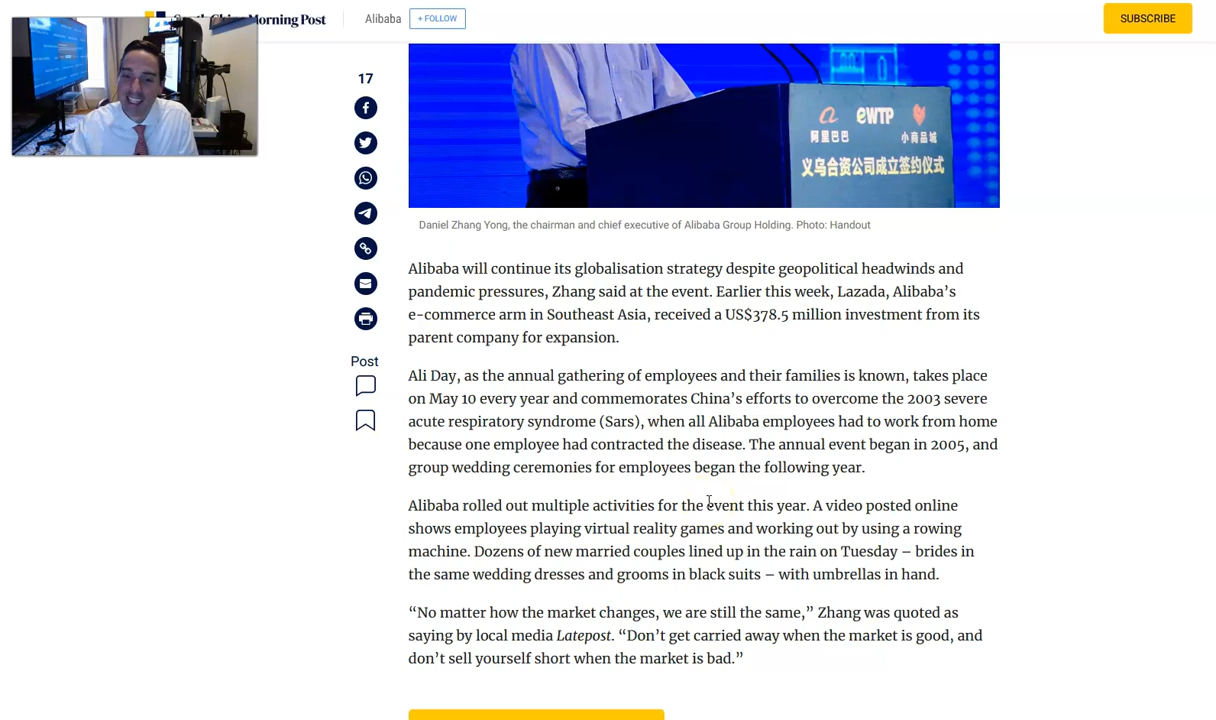 South China Morning Post
Alibaba
+ FOLLOW
SUBSCRIBE
17
eWTP
阿里巴巴
小商品城
义乌合资公司成立签约仪式
Daniel Zhang Yong, the chairman and chief executive of Alibaba Group Holding. Photo: Handout
Alibaba will continue its globalisation strategy despite geopolitical headwinds and
pandemic pressures, Zhang said at the event. Earlier this week, Lazada, Alibaba’s
e-commerce arm in Southeast Asia, received a US$378.5 million investment from its
parent company for expansion.
Post
Ali Day, as the annual gathering of employees and their families is known, takes place
on May 10 every year and commemorates China’s efforts to overcome the 2003 severe
acute respiratory syndrome (Sars), when all Alibaba employees had to work from home
because one employee had contracted the disease. The annual event began in 2005, and
group wedding ceremonies for employees began the following year.
Alibaba rolled out multiple activities for the event this year. A video posted online
shows employees playing virtual reality games and working out by using a rowing
machine. Dozens of new married couples lined up in the rain on Tuesday – brides in
the same wedding dresses and grooms in black suits – with umbrellas in hand.
“No matter how the market changes, we are still the same,” Zhang was quoted as
saying by local media Latepost. “Don’t get carried away when the market is good, and
don’t sell yourself short when the market is bad.”